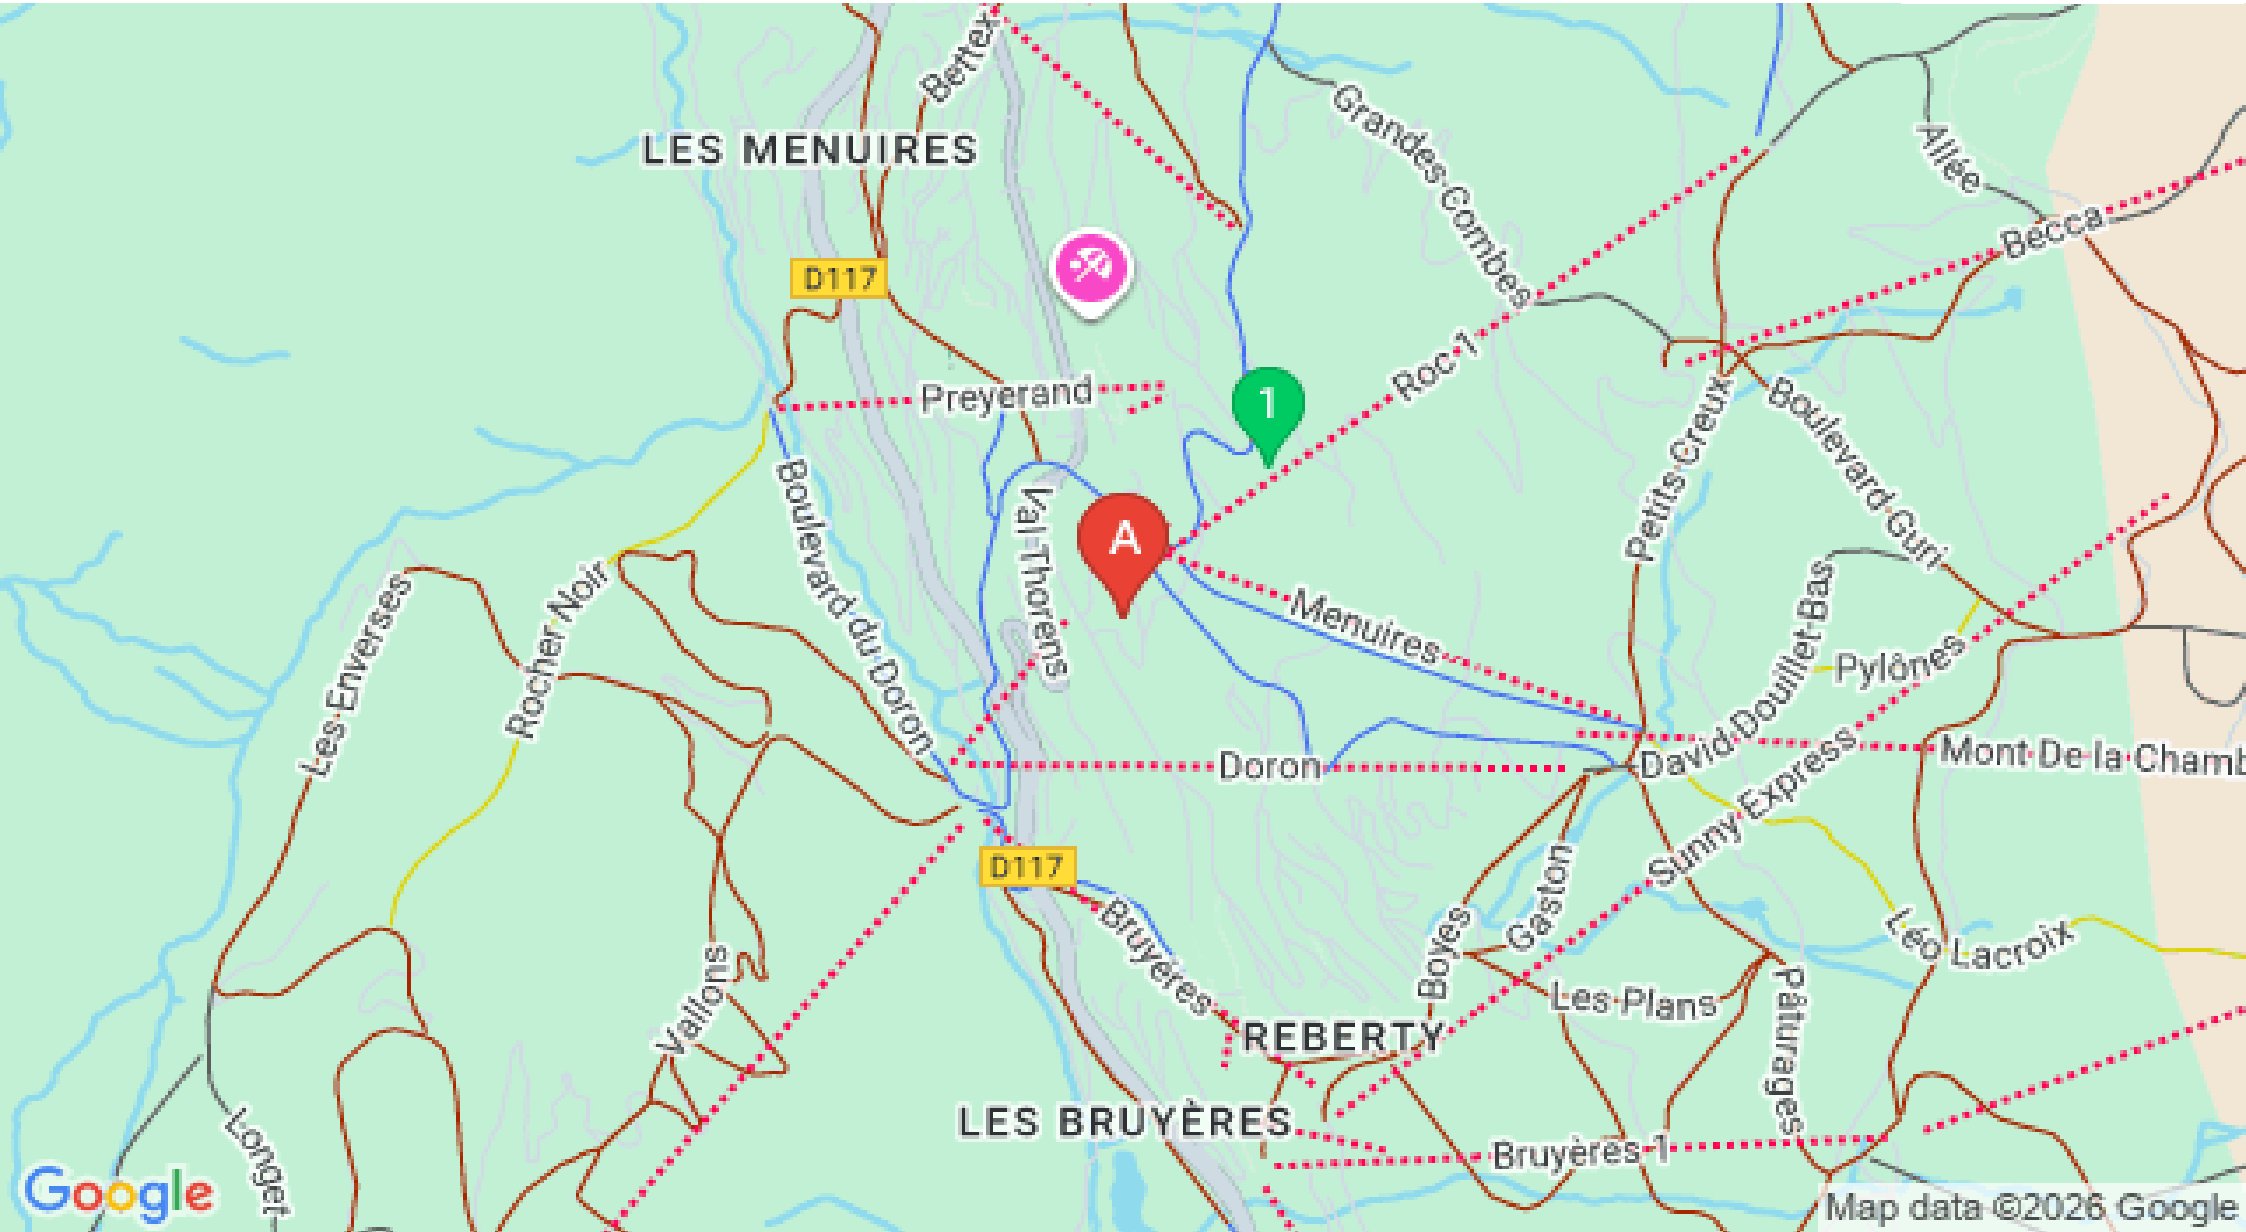 Bettex
LES MENUIRES
Grandes Combes
Allée
Becca
D117
1
Roc 1
Preyerand
Boulevard du Doron
Val Thorens
A
Petits Creux
Boulevard Guri
Menuires
Les Enverses
Rocher Noir
David Douillet Bas
Pylônes
Doron
Mont De la Chamb
Sunny Express
D117
Bruyères
Boyes
Gaston
Léo Lacroix
Vallons
Les Plans
Pâturages
REBERTY
LES BRUYÈRES
Bruyères 1
Longet
Google
Map data ©2026 Google